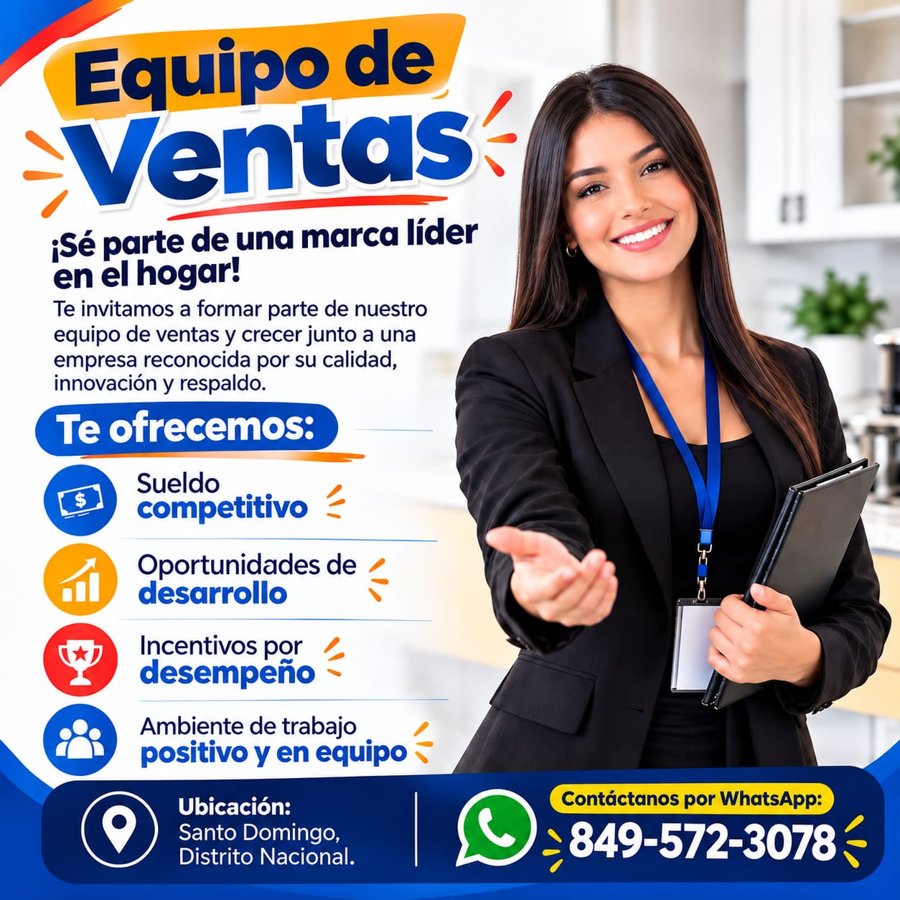 Equipo de
Ventas
¡Sé parte de una marca líder
en el hogar!
Te invitamos a formar parte de nuestro
equipo de ventas y crecer junto a una
empresa reconocida por su calidad,
innovación y respaldo.
Te ofrecemos:
$
Sueldo
competitivo
Oportunidades de
desarrollo
Incentivos por
desempeño
Ambiente de trabajo
positivo y en equipo
Ubicación:
Santo Domingo,
Distrito Nacional.
Contáctanos por WhatsApp:
849-572-3078